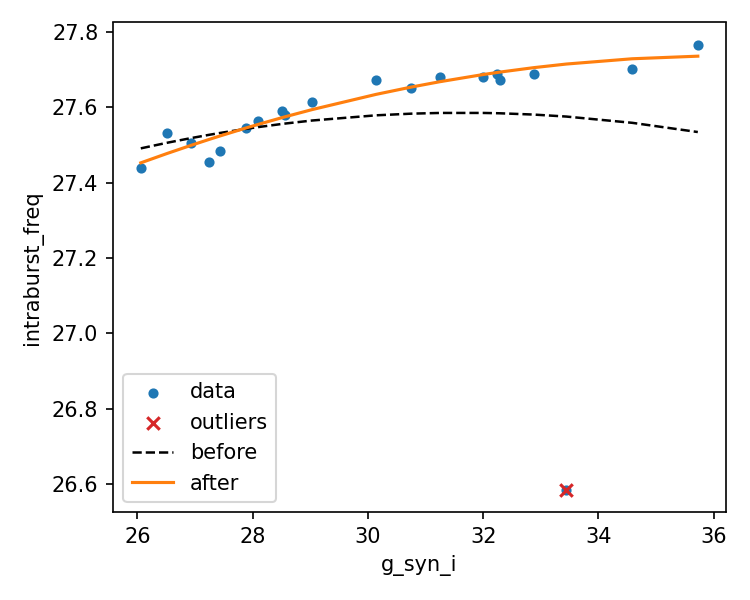 27.8
27.6
27.4
27.2
27.0
26.8
26.6
intraburst_freq
data
outliers
before
after
26 28 30 32 34 36
g_syn_i